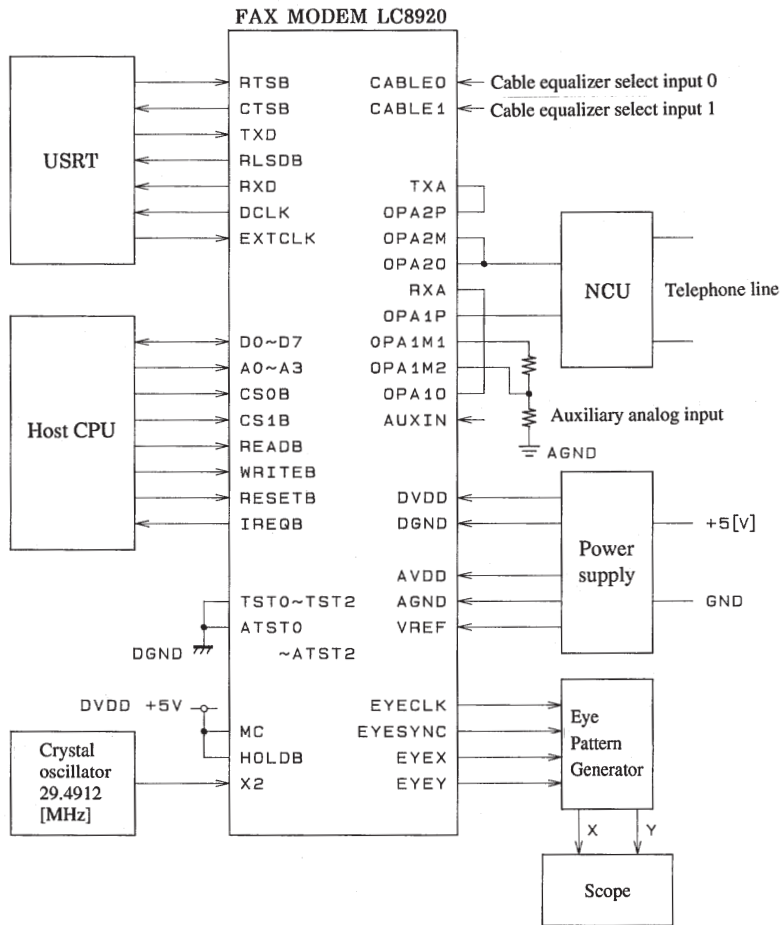 FAX MODEM LC8920
USRT
RTSB
CTSB
TXD
RLSDB
RXD
DCLK
EXTCLK
Host CPU
D0~D7
A0~A3
CS0B
CS1B
READB
WRITEB
RESETB
IREQB
TST0~TST2
ATST0
~ATST2
DGND
DVDD +5V
MC
HOLDB
X2
Crystal
oscillator
29.4912
[MHz]
CABLE0
Cable equalizer select input 0
CABLE1
Cable equalizer select input 1
TXA
OPA2P
OPA2M
OPA2O
RXA
OPA1P
OPA1M1
OPA1M2
OPA1O
AUXIN
NCU
Telephone line
Auxiliary analog input
AGND
DVDD
DGND
AVDD
AGND
VREF
Power
supply
+5[V]
GND
EYECLK
EYESYNC
EYEX
EYEY
Eye
Pattern
Generator
X
Y
Scope